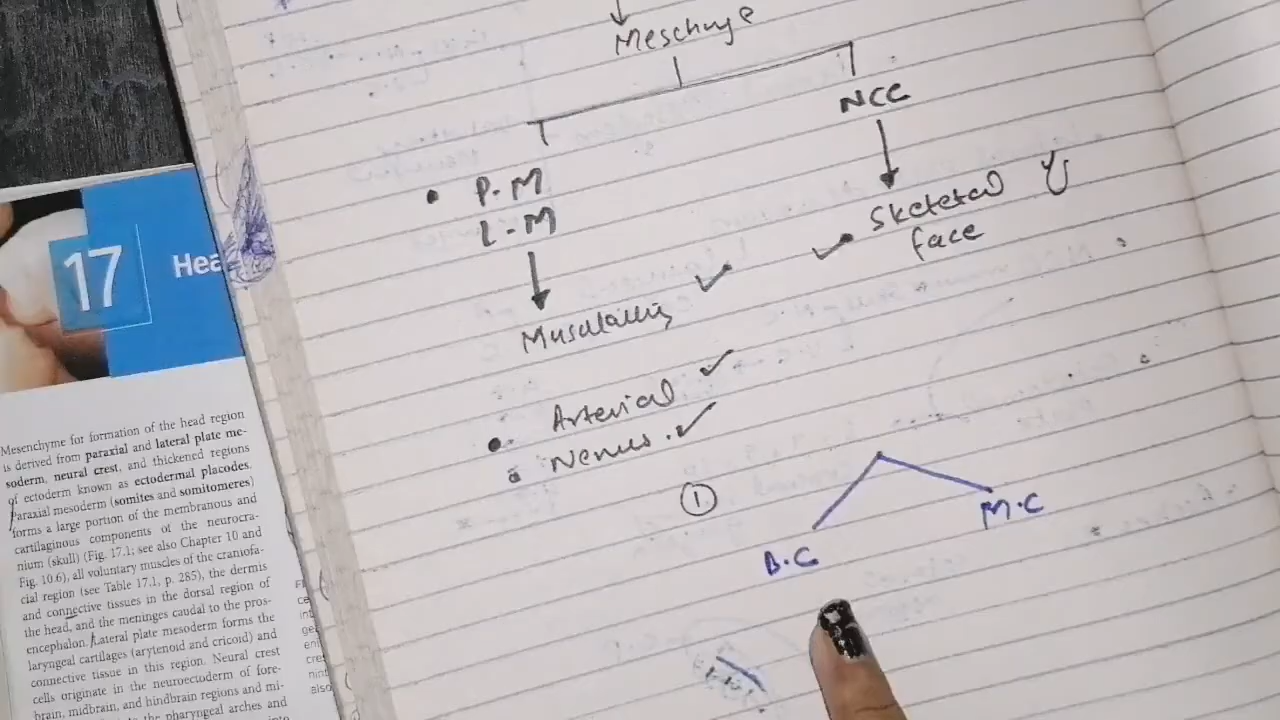 Meschnye
NCC
P.M
L-M
Skeletal
face
Arterial
Nerves.
①
B.C
M.C
17
Hea
Mesenchyme for formation of the head region
is derived from paraxial and lateral plate me-
soderm, neural crest, and thickened regions
of ectoderm known as ectodermal placodes.
Paraxial mesoderm (somites and somitomeres)
forms a large portion of the membranous and
cartilaginous components of the neurocra-
nium (skull) (Fig. 17.1; see also Chapter 10 and
Fig. 10.6), all voluntary muscles of the craniofa-
cial region (see Table 17.1, p. 285), the dermis
and connective tissues in the dorsal region of
the head, and the meninges caudal to the pros-
encephalon. Lateral plate mesoderm forms the
laryngeal cartilages (arytenoid and cricoid) and
connective tissue in this region. Neural crest
cells originate in the neuroectoderm of fore-
brain, midbrain, and hindbrain regions and mi-
the pharyngeal arches and